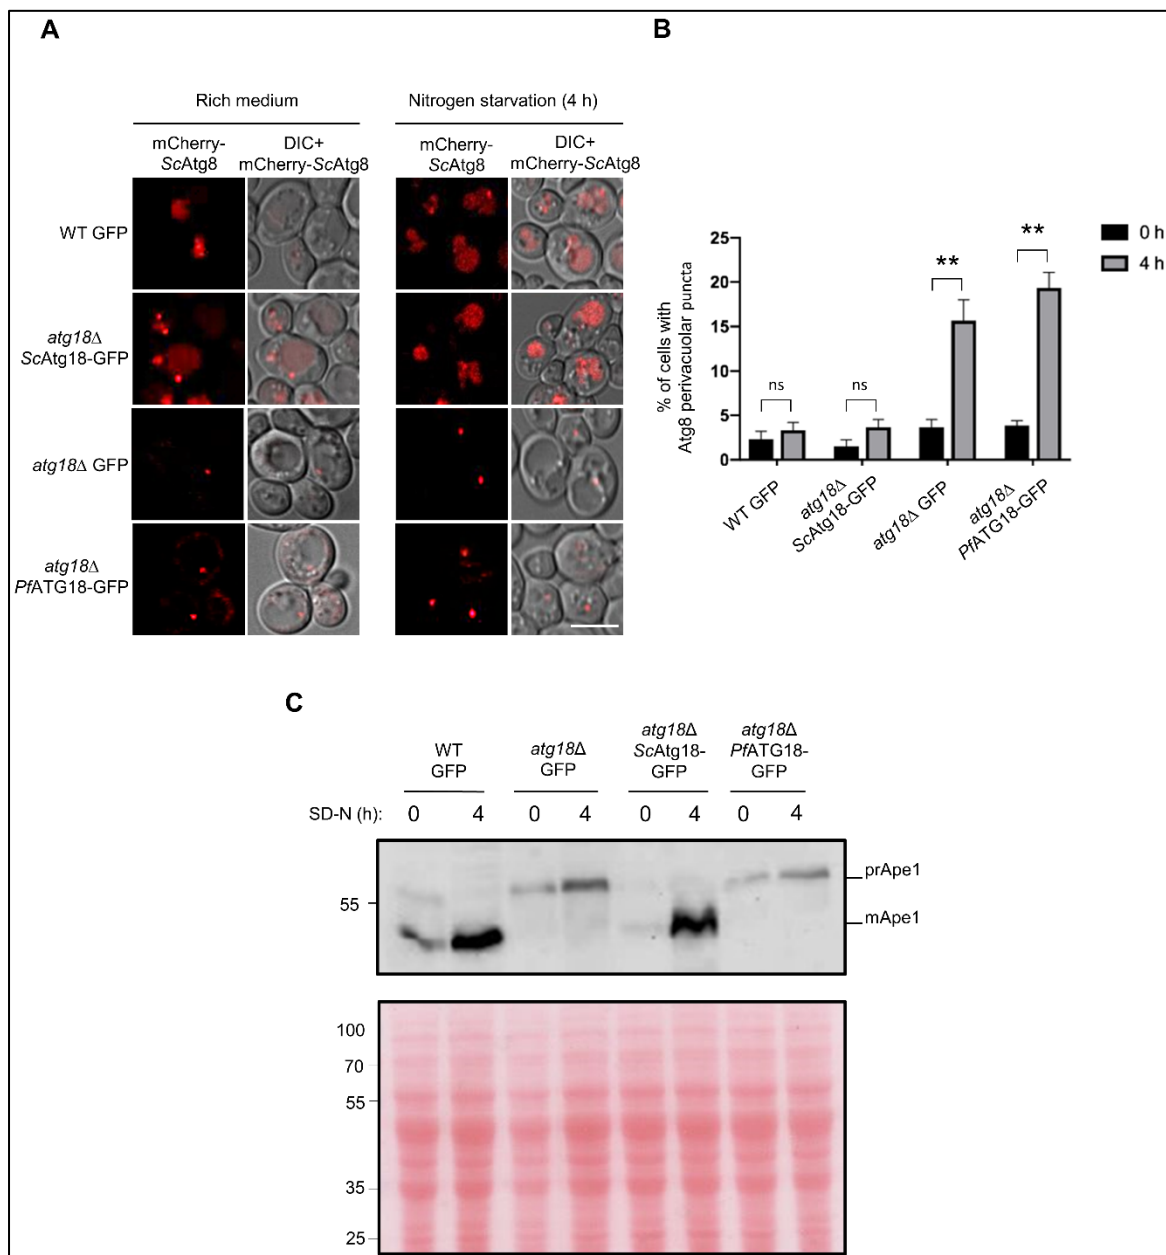 A
Rich medium
Nitrogen starvation (4 h)
mCherry-
ScAtg8
DIC+
mCherry-ScAtg8
mCherry-
ScAtg8
DIC+
mCherry-ScAtg8
WT GFP
atg18Δ
ScAtg18-GFP
atg18Δ GFP
atg18Δ
PfATG18-GFP
B
% of cells with
Atg8 perivacuolar puncta
25
20
15
10
5
0
ns
ns
**
**
0 h
4 h
WT GFP
atg18Δ
ScAtg18-GFP
atg18Δ GFP
atg18Δ
PfATG18-GFP
C
WT
GFP
atg18Δ
GFP
atg18Δ
ScAtg18-
GFP
atg18Δ
PfATG18-
GFP
SD-N (h): 0 4 0 4 0 4 0 4
55
prApe1
mApe1
100
70
55
35
25